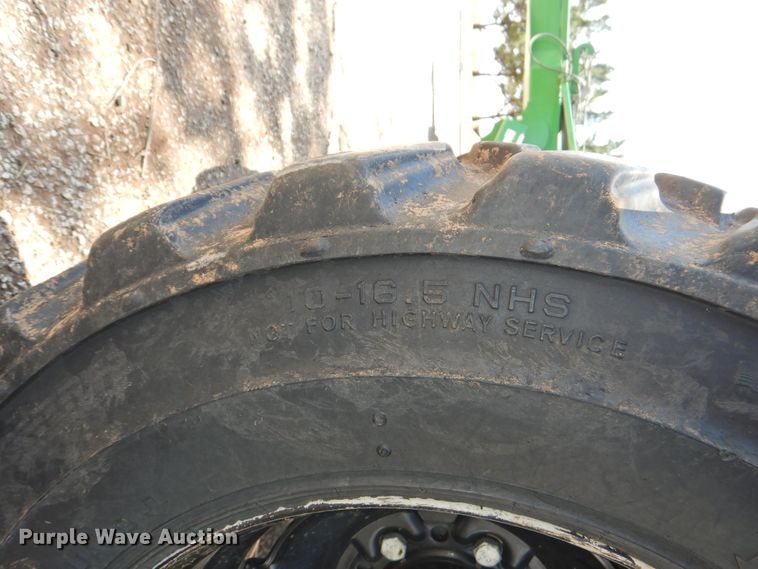 10-16.5 NHS
NOT FOR HIGHWAY SERVICE
Purple Wave Auction®